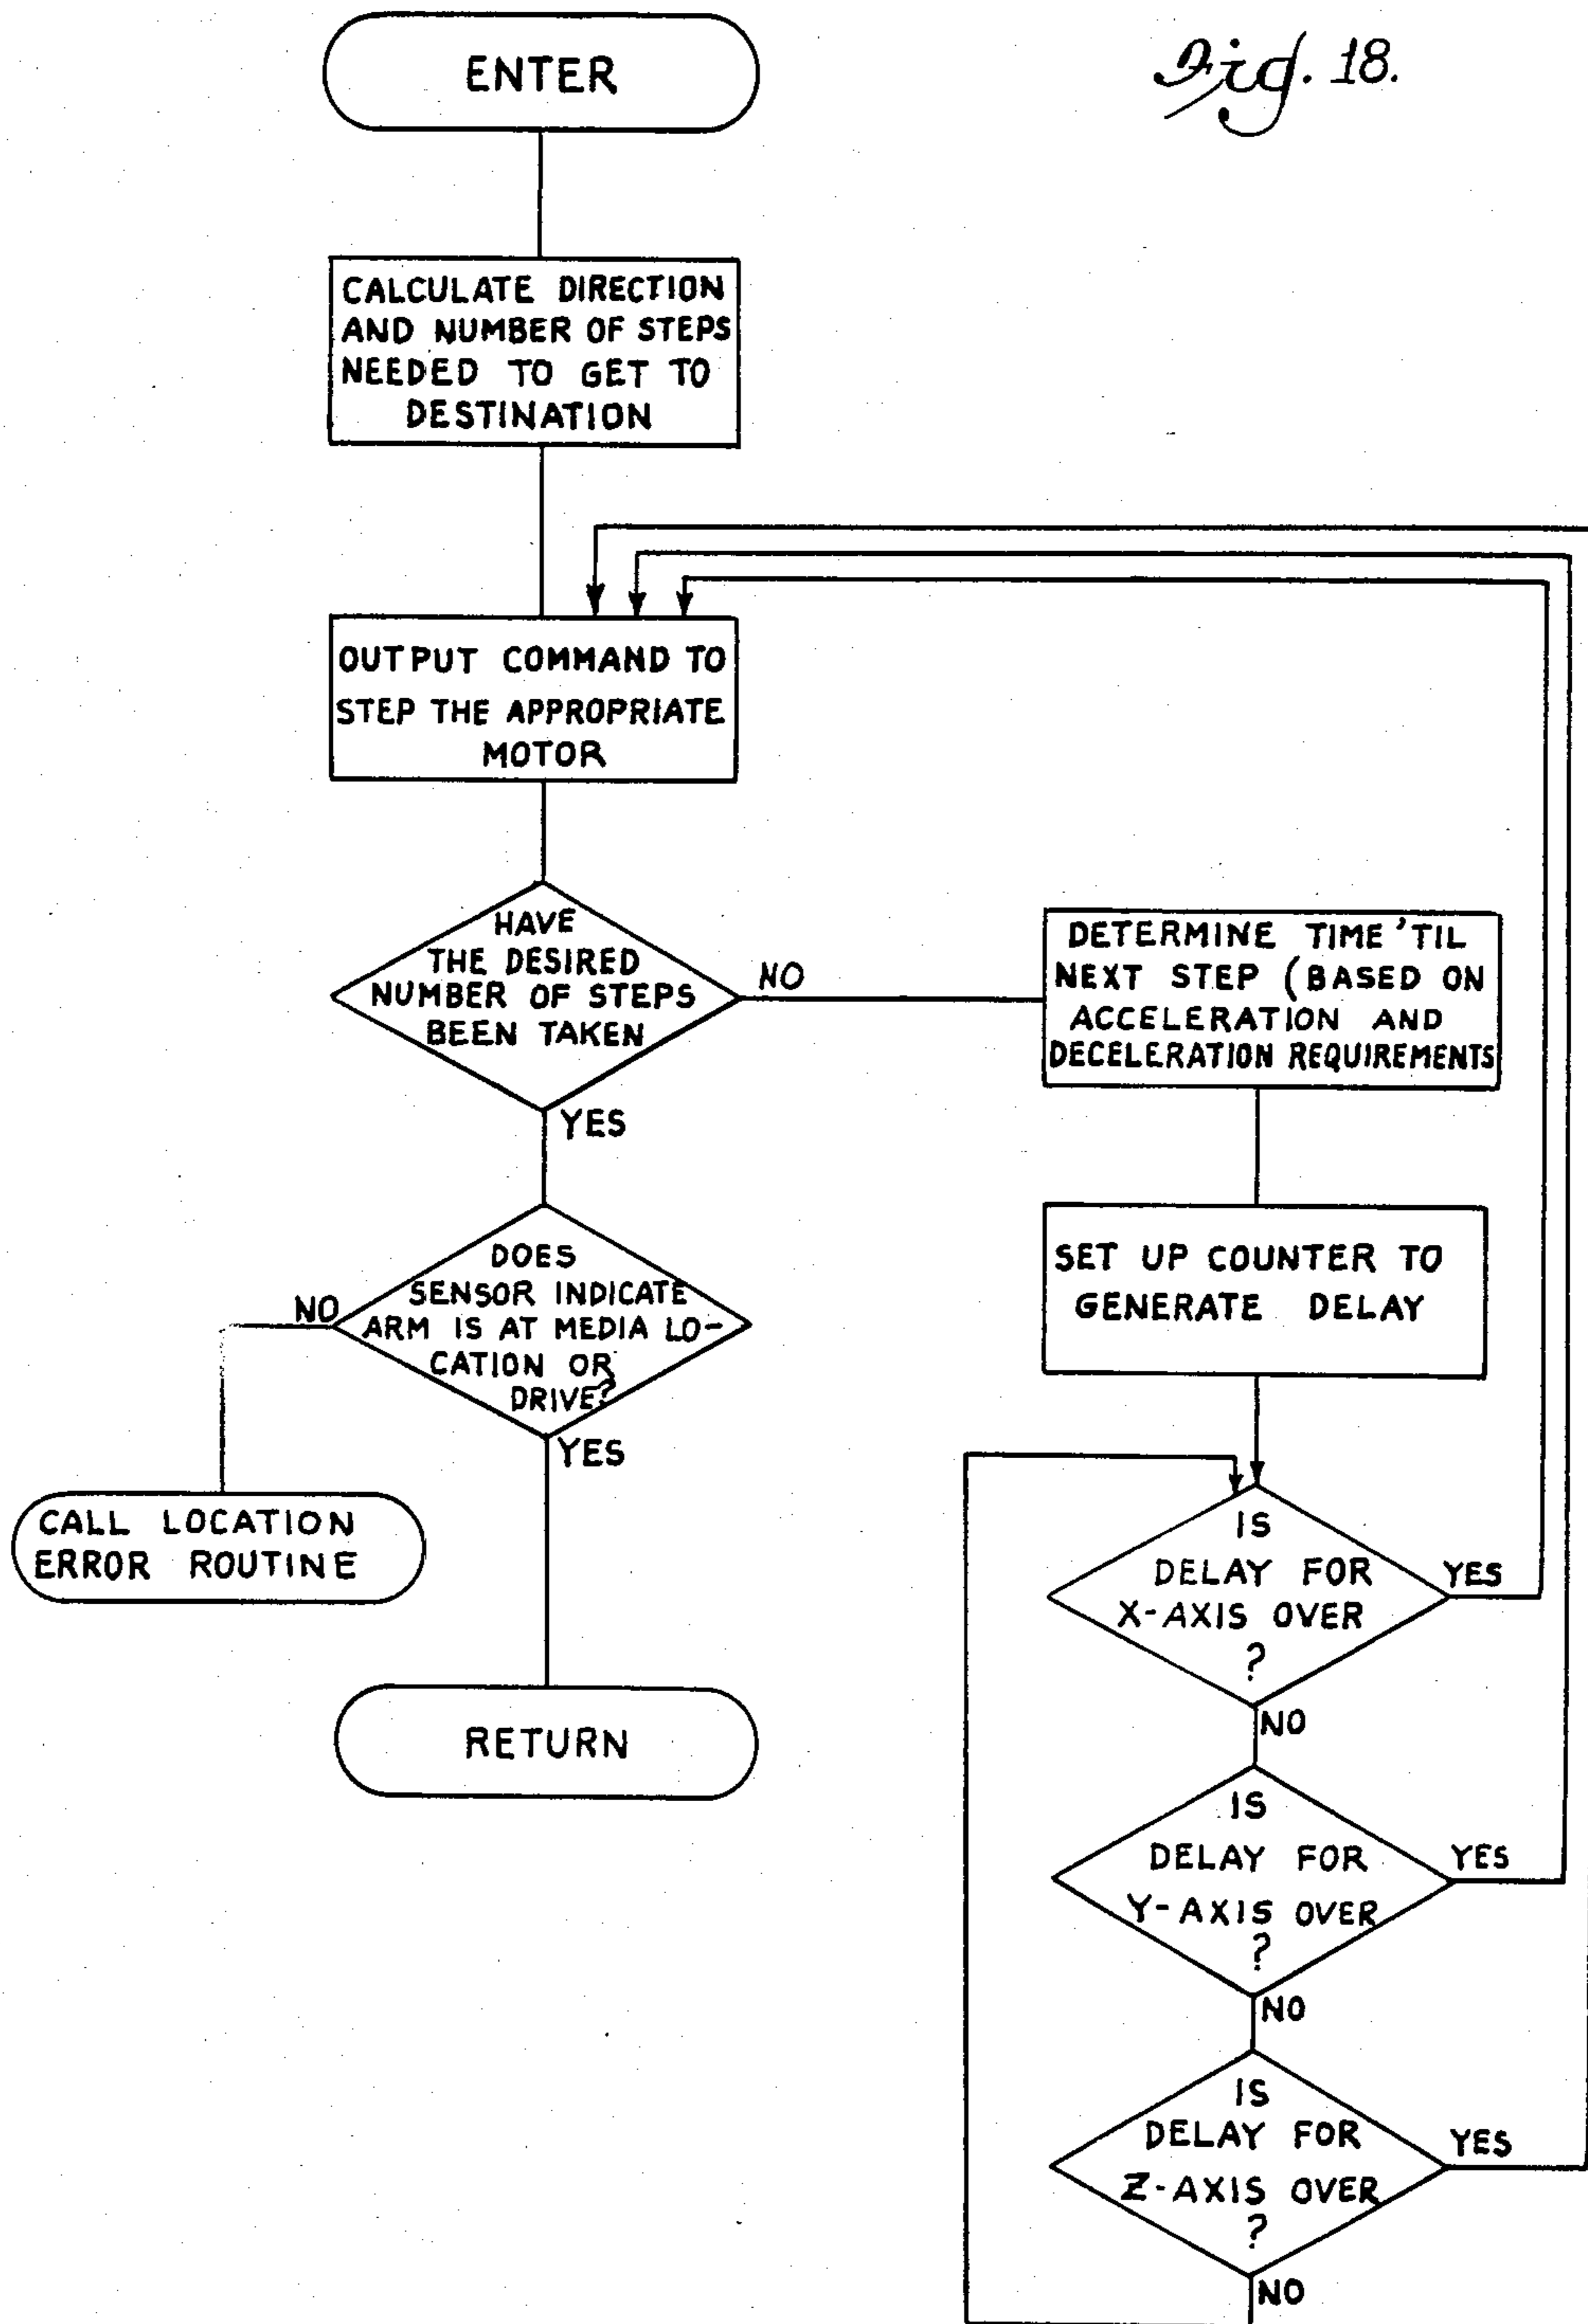 Fig. 18.
ENTER
CALCULATE DIRECTION
AND NUMBER OF STEPS
NEEDED TO GET TO
DESTINATION
OUTPUT COMMAND TO
STEP THE APPROPRIATE
MOTOR
HAVE
THE DESIRED
NUMBER OF STEPS
BEEN TAKEN
NO
YES
DETERMINE TIME 'TIL
NEXT STEP (BASED ON
ACCELERATION AND
DECELERATION REQUIREMENTS
SET UP COUNTER TO
GENERATE DELAY
DOES
SENSOR INDICATE
ARM IS AT MEDIA LO-
CATION OR
DRIVE?
NO
YES
CALL LOCATION
ERROR ROUTINE
RETURN
IS
DELAY FOR
X-AXIS OVER
?
YES
NO
IS
DELAY FOR
Y-AXIS OVER
?
YES
NO
IS
DELAY FOR
Z-AXIS OVER
?
YES
NO